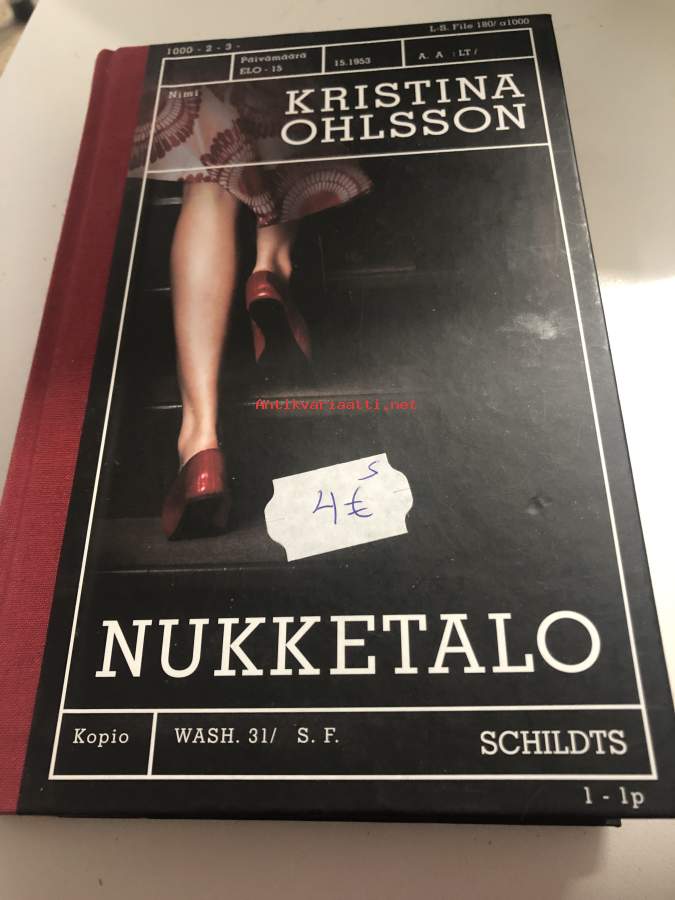 1000 - 2 - 3 -
L-S. File 180/ a1000
Päivämäärä
ELO - 15
15.1953
A. A. : LT /
Nimi
KRISTINA
OHLSSON
Antikvariaatti.net
s
4€
NUKKETALO
Kopio
WASH. 31/ S. F.
SCHILDTS
1 - 1p